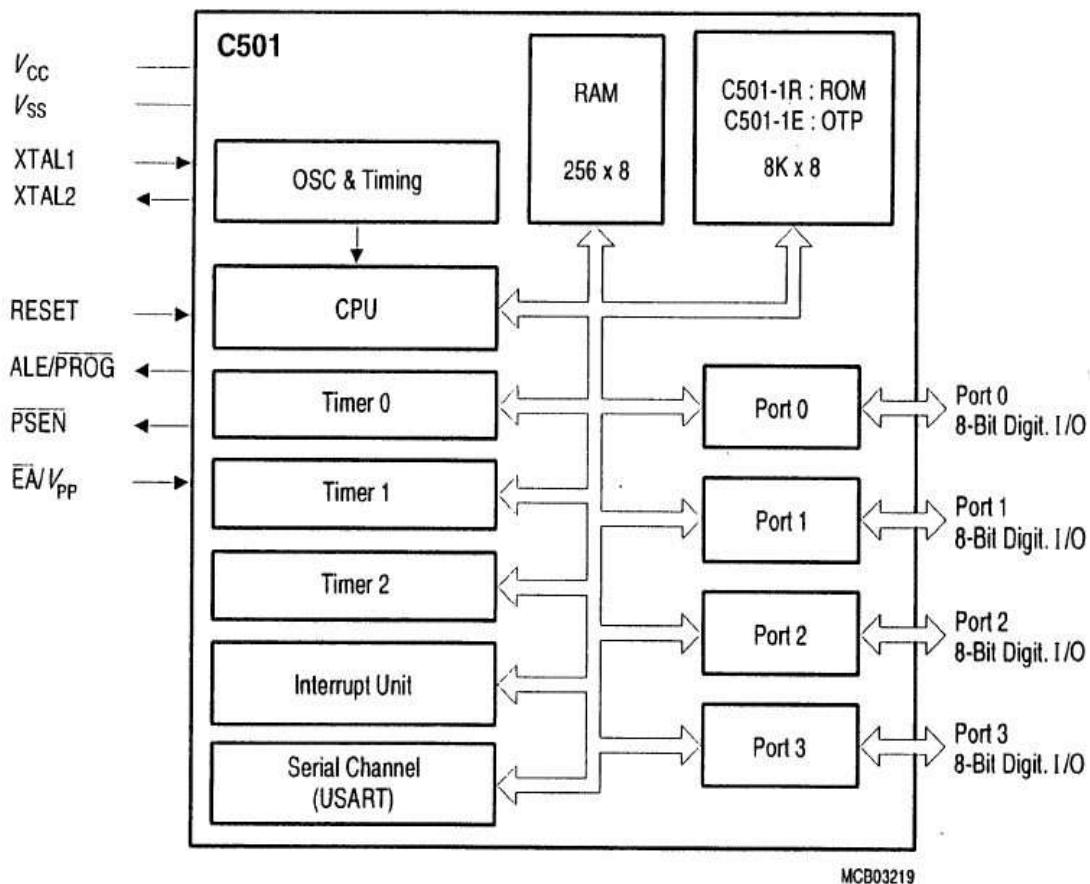 C501
V_CC
V_SS
XTAL1
XTAL2
RESET
ALE/P̅R̅O̅G̅
P̅S̅E̅N̅
E̅A̅/V_PP
OSC & Timing
CPU
Timer 0
Timer 1
Timer 2
Interrupt Unit
Serial Channel
(USART)
RAM
256 x 8
C501-1R : ROM
C501-1E : OTP
8K x 8
Port 0
Port 1
Port 2
Port 3
Port 0
8-Bit Digit. I/O
Port 1
8-Bit Digit. I/O
Port 2
8-Bit Digit. I/O
Port 3
8-Bit Digit. I/O
MCB03219